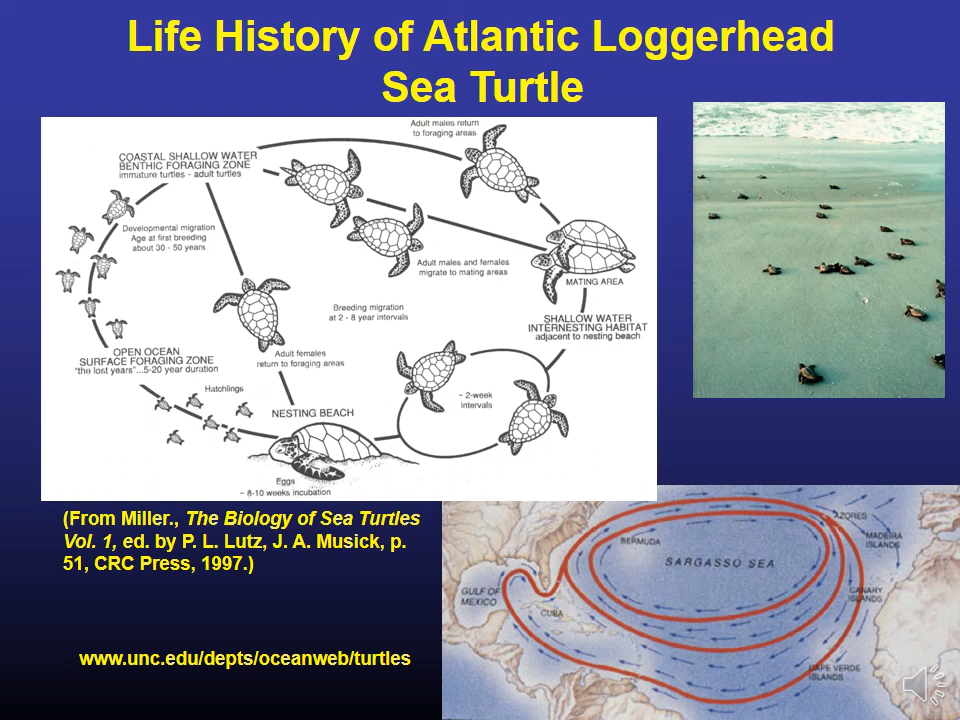 Life History of Atlantic Loggerhead
Sea Turtle
Adult males return
to foraging areas
COASTAL SHALLOW WATER
BENTHIC FORAGING ZONE
immature turtles - adult turtles
Developmental migration
Age at first breeding
about 30 - 50 years
Adult males and females
migrate to mating areas
MATING AREA
Breeding migration
at 2 - 8 year intervals
SHALLOW WATER
INTERNESTING HABITAT
adjacent to nesting beach
OPEN OCEAN
SURFACE FORAGING ZONE
"the lost years"...5-20 year duration
Adult females
return to foraging areas
Hatchlings
~ 2-week
intervals
NESTING BEACH
Eggs
~ 8-10 weeks incubation
(From Miller., The Biology of Sea Turtles
Vol. 1, ed. by P. L. Lutz, J. A. Musick, p.
51, CRC Press, 1997.)
www.unc.edu/depts/oceanweb/turtles
AZORES
BERMUDA
MADEIRA
ISLANDS
SARGASSO SEA
GULF OF
MEXICO
CANARY
ISLANDS
CUBA
CAPE VERDE
ISLANDS